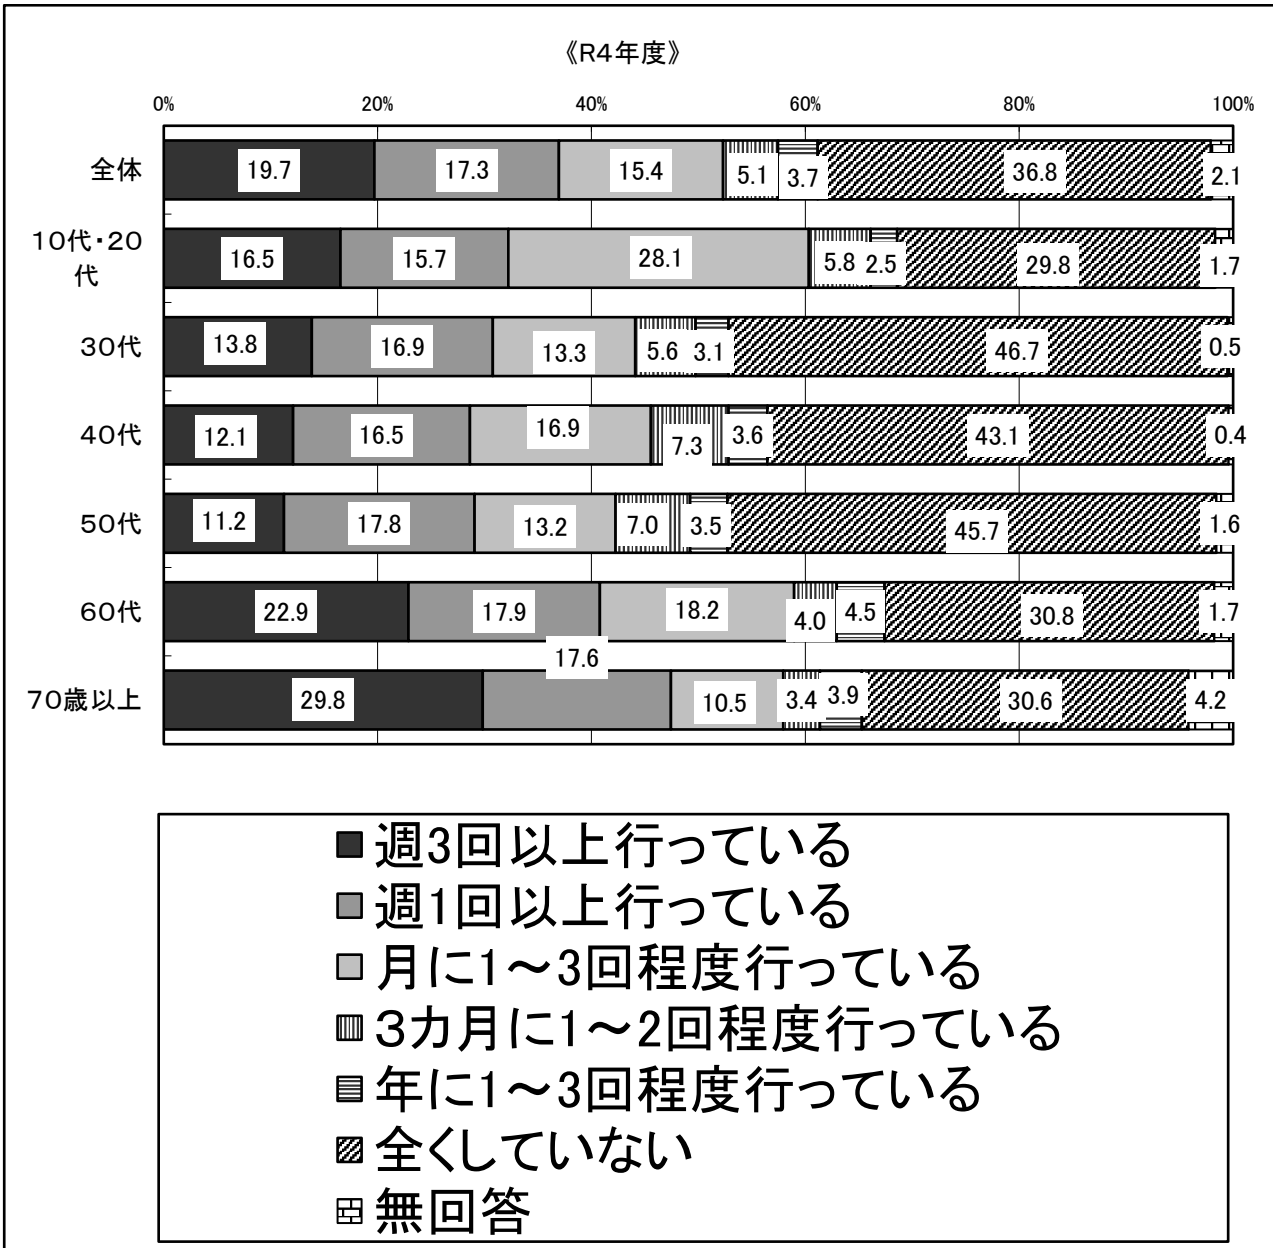 《R4年度》
0% 20% 40% 60% 80% 100%
全体 19.7 17.3 15.4 5.1 3.7 36.8 2.1
10代・20
代 16.5 15.7 28.1 5.8 2.5 29.8 1.7
30代 13.8 16.9 13.3 5.6 3.1 46.7 0.5
40代 12.1 16.5 16.9 7.3 3.6 43.1 0.4
50代 11.2 17.8 13.2 7.0 3.5 45.7 1.6
60代 22.9 17.9 18.2 4.0 4.5 30.8 1.7
70歳以上 29.8 17.6 10.5 3.4 3.9 30.6 4.2
週3回以上行っている
週1回以上行っている
月に1～3回程度行っている
３カ月に1～2回程度行っている
年に1～3回程度行っている
全くしていない
無回答